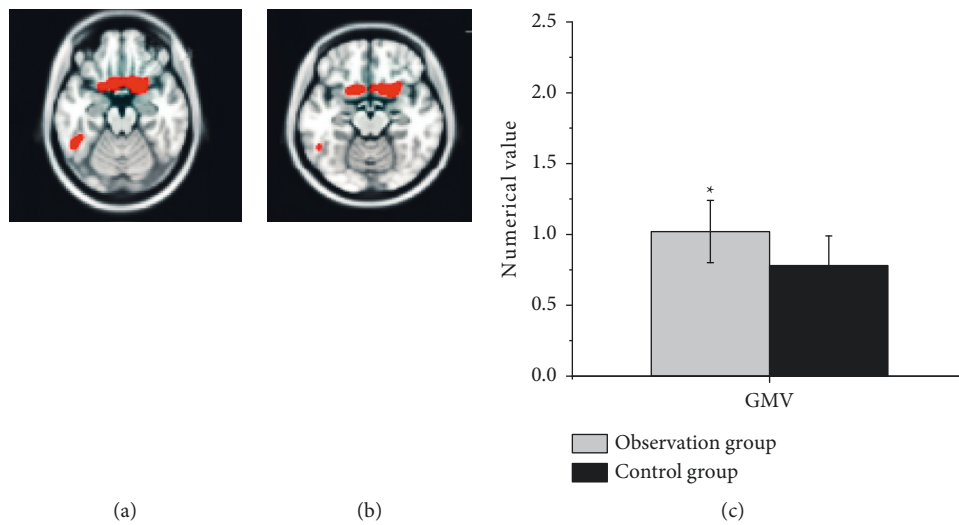 2.5
2.0
1.5
1.0
0.5
0.0
Numerical value
*
GMV
Observation group
Control group
(a)
(b)
(c)